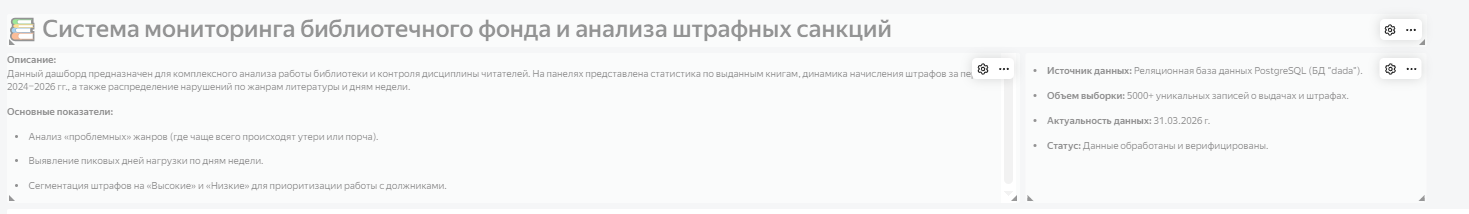 Система мониторинга библиотечного фонда и анализа штрафных санкций
Описание:
Данный дашборд предназначен для комплексного анализа работы библиотеки и контроля дисциплины читателей. На панелях представлена статистика по выданным книгам, динамика начисления штрафов за
2024–2026 гг., а также распределение нарушений по жанрам литературы и дням недели.
Основные показатели:
• Анализ «проблемных» жанров (где чаще всего происходят утери или порча).
• Выявление пиковых дней нагрузки по дням недели.
• Сегментация штрафов на «Высокие» и «Низкие» для приоритизации работы с должниками.
• Источник данных: Реляционная база данных PostgreSQL (БД "dada").
• Объем выборки: 5000+ уникальных записей о выдачах и штрафах.
• Актуальность данных: 31.03.2026 г.
• Статус: Данные обработаны и верифицированы.